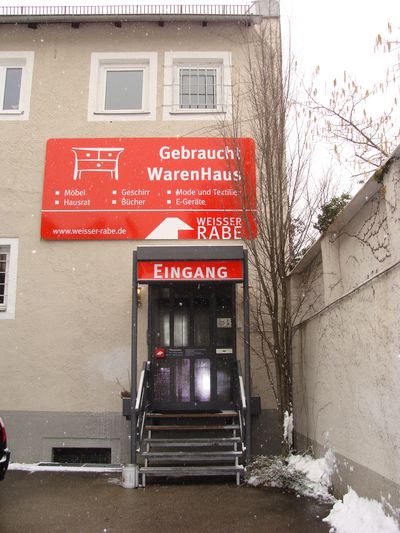 Gebraucht
WarenHaus
Möbel Geschirr Mode und Textilien
Hausrat Bücher E-Geräte
www.weisser-rabe.de
WEISSER
RABE
EINGANG